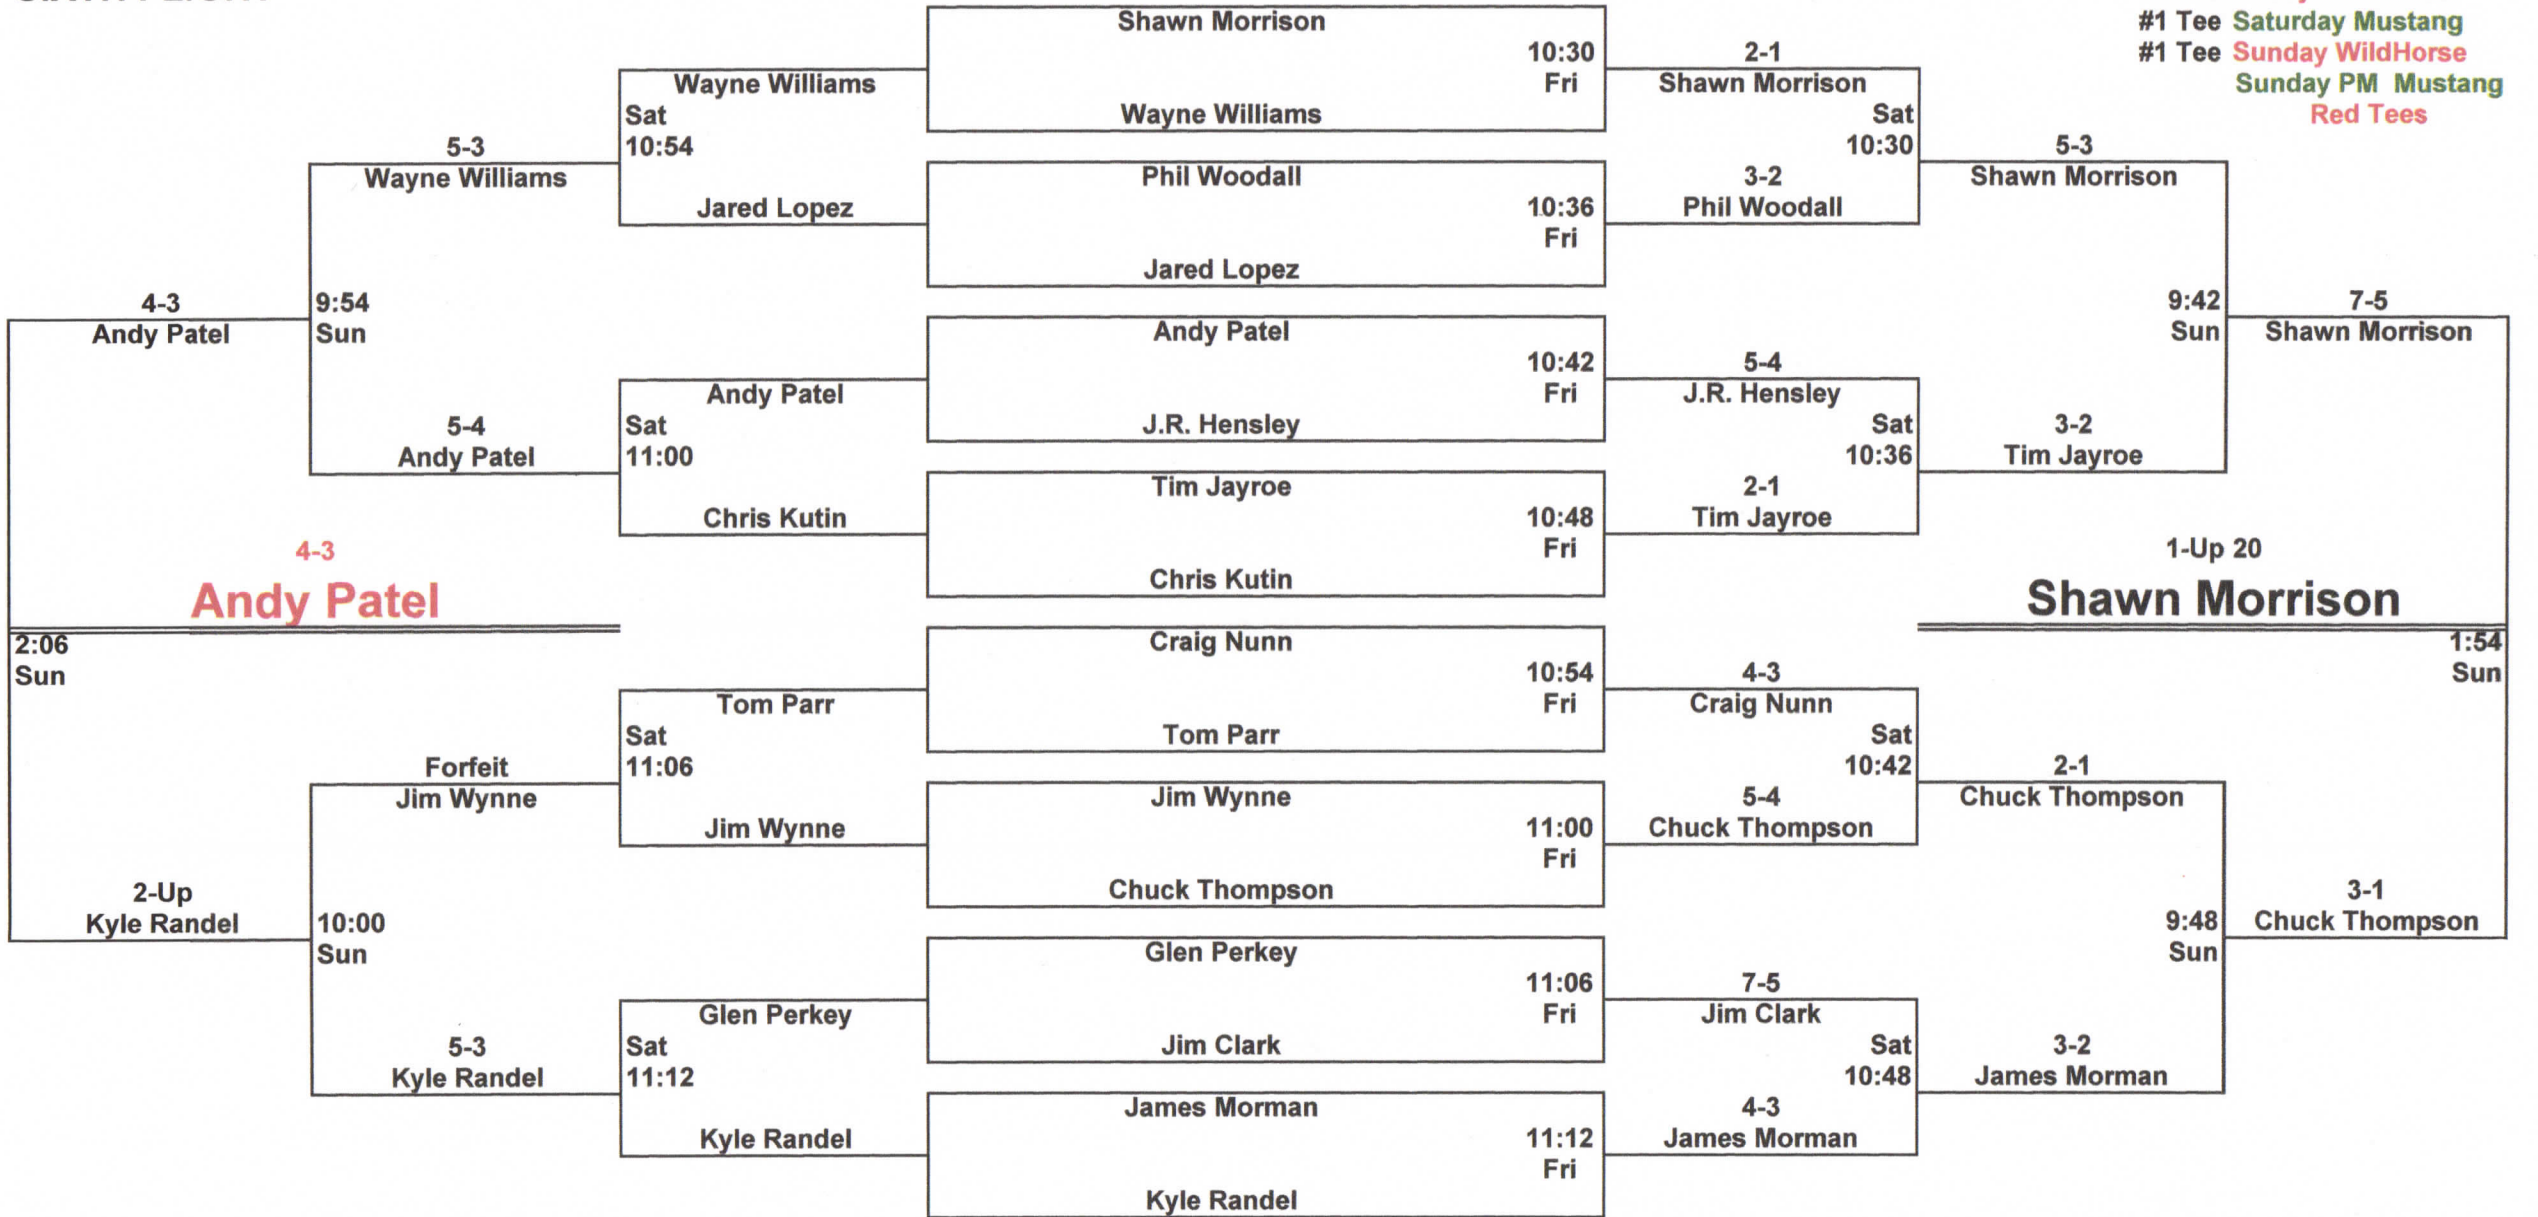 #1 Tee Saturday Mustang
#1 Tee Sunday WildHorse
Sunday PM Mustang
Red Tees
4-3
Andy Patel
4-3
Andy Patel
2:06
Sun
2-Up
Kyle Randel
5-3
Wayne Williams
9:54
Sun
5-4
Andy Patel
Forfeit
Jim Wynne
10:00
Sun
5-3
Kyle Randel
Wayne Williams
Sat
10:54
Jared Lopez
Andy Patel
Sat
11:00
Chris Kutin
Tom Parr
Sat
11:06
Jim Wynne
Glen Perkey
Sat
11:12
Kyle Randel
Shawn Morrison
10:30
Fri
Wayne Williams
Phil Woodall
10:36
Fri
Jared Lopez
Andy Patel
10:42
Fri
J.R. Hensley
Tim Jayroe
10:48
Fri
Chris Kutin
Craig Nunn
10:54
Fri
Tom Parr
Jim Wynne
11:00
Fri
Chuck Thompson
Glen Perkey
11:06
Fri
Jim Clark
James Morman
11:12
Fri
Kyle Randel
2-1
Shawn Morrison
Sat
10:30
3-2
Phil Woodall
5-4
J.R. Hensley
Sat
10:36
2-1
Tim Jayroe
4-3
Craig Nunn
Sat
10:42
5-4
Chuck Thompson
7-5
Jim Clark
Sat
10:48
4-3
James Morman
5-3
Shawn Morrison
9:42
Sun
3-2
Tim Jayroe
2-1
Chuck Thompson
9:48
Sun
3-2
James Morman
7-5
Shawn Morrison
1-Up 20
Shawn Morrison
1:54
Sun
3-1
Chuck Thompson